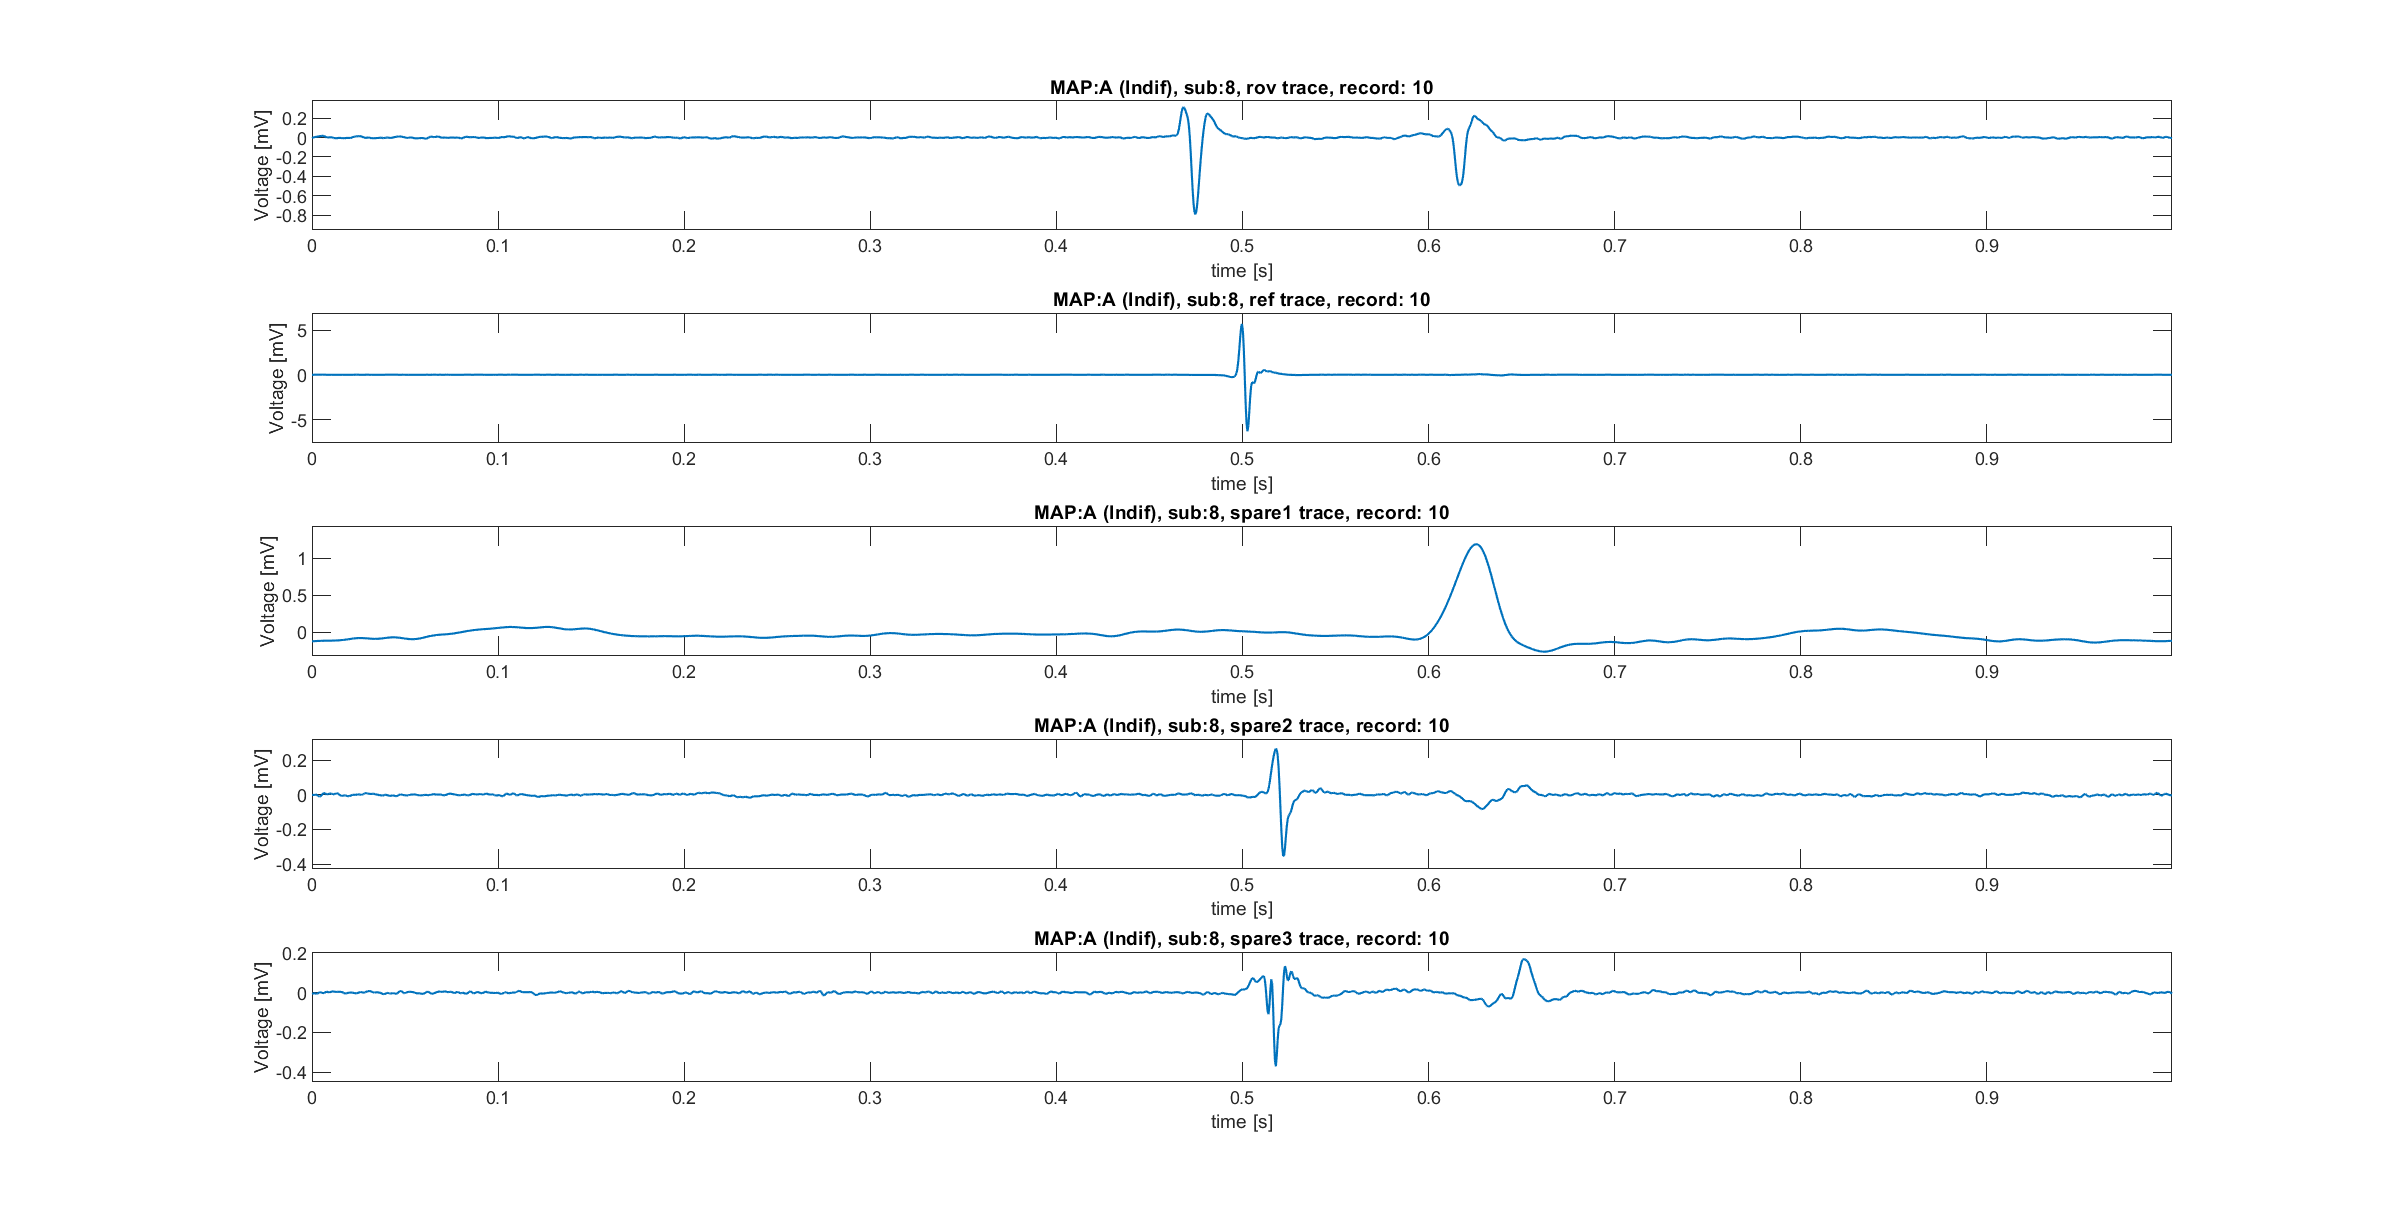 MAP:A (Indif), sub:8, rov trace, record: 10
Voltage [mV]
0.2
0
-0.2
-0.4
-0.6
-0.8
0 0.1 0.2 0.3 0.4 0.5 0.6 0.7 0.8 0.9
time [s]
MAP:A (Indif), sub:8, ref trace, record: 10
Voltage [mV]
5
0
-5
0 0.1 0.2 0.3 0.4 0.5 0.6 0.7 0.8 0.9
time [s]
MAP:A (Indif), sub:8, spare1 trace, record: 10
Voltage [mV]
1
0.5
0
0 0.1 0.2 0.3 0.4 0.5 0.6 0.7 0.8 0.9
time [s]
MAP:A (Indif), sub:8, spare2 trace, record: 10
Voltage [mV]
0.2
0
-0.2
-0.4
0 0.1 0.2 0.3 0.4 0.5 0.6 0.7 0.8 0.9
time [s]
MAP:A (Indif), sub:8, spare3 trace, record: 10
Voltage [mV]
0.2
0
-0.2
-0.4
0 0.1 0.2 0.3 0.4 0.5 0.6 0.7 0.8 0.9
time [s]